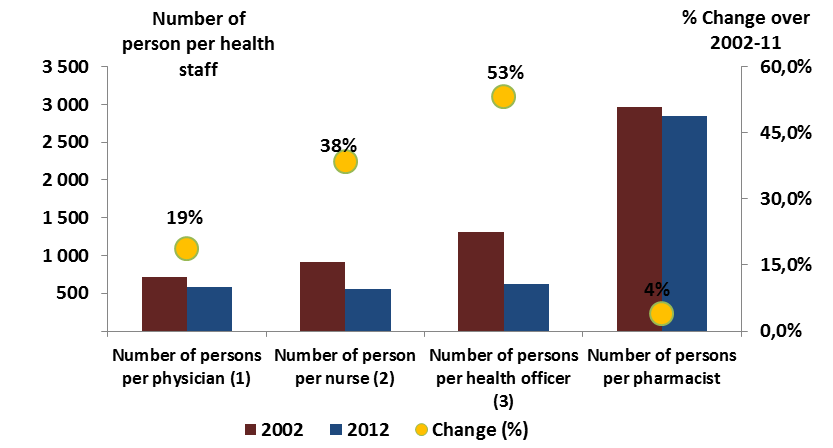 Number of
person per health
staff
% Change over
2002-11
3 500
3 000
2 500
2 000
1 500
1 000
500
60,0%
45,0%
30,0%
15,0%
0,0%
19%
38%
53%
4%
Number of persons
per physician (1)
Number of person
per nurse (2)
Number of persons
per health officer
(3)
Number of persons
per pharmacist
2002
2012
Change (%)